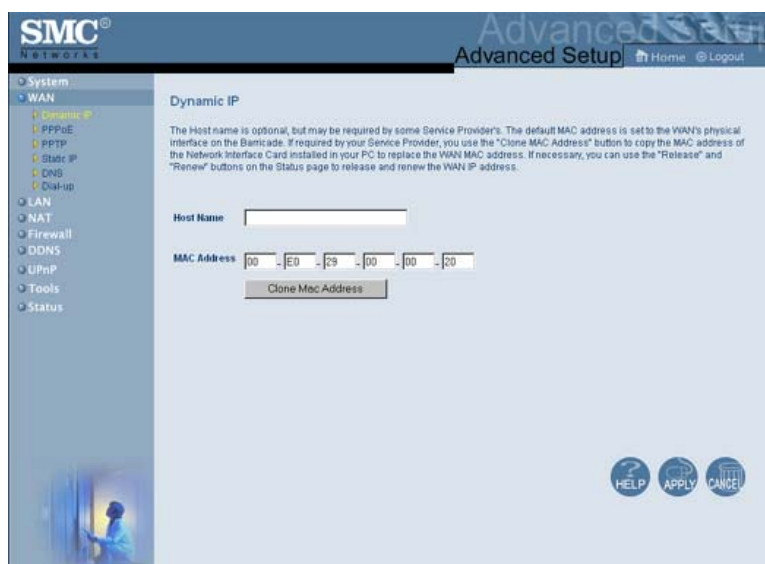 SMC®
Networks
Advanced Setup
Advanced Setup
Home
Logout
System
WAN
Dynamic IP
PPPoE
PPTP
Static IP
DNS
Dial-up
LAN
NAT
Firewall
DDNS
UPnP
Tools
Status
Dynamic IP
The Host name is optional, but may be required by some Service Provider's. The default MAC address is set to the WAN's physical
interface on the Barricade. If required by your Service Provider, you use the "Clone MAC Address" button to copy the MAC address of
the Network Interface Card installed in your PC to replace the WAN MAC address. If necessary, you can use the "Release" and
"Renew" buttons on the Status page to release and renew the WAN IP address.
Host Name
MAC Address 00 - E0 - 29 - 00 - 00 - 20
Clone Mac Address
HELP
APPLY
CANCEL